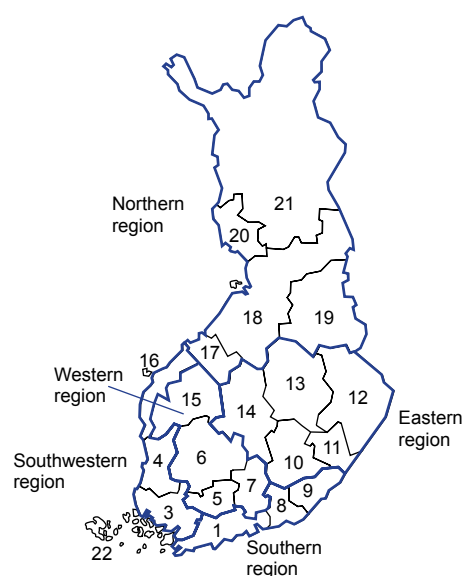 Northern
region
21
20
18
19
17
16
Western
region
15
13
12
14
Eastern
region
Southwestern
region
4
6
10
11
7
9
5
8
3
1
22
Southern
region